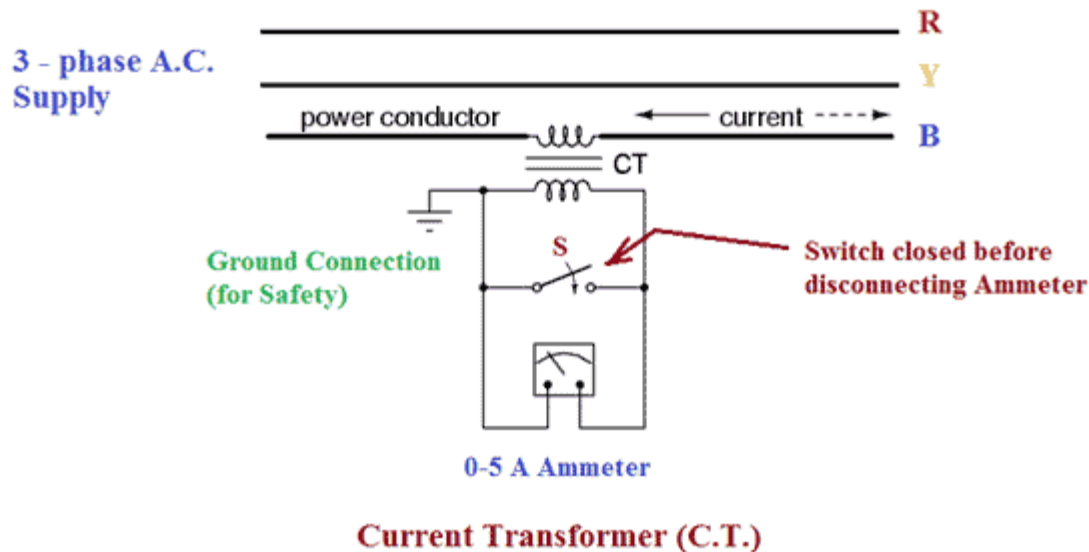 R
3 - phase A.C.
Supply
Y
power conductor
current
B
CT
S
Ground Connection
(for Safety)
Switch closed before
disconnecting Ammeter
0-5 A Ammeter
Current Transformer (C.T.)